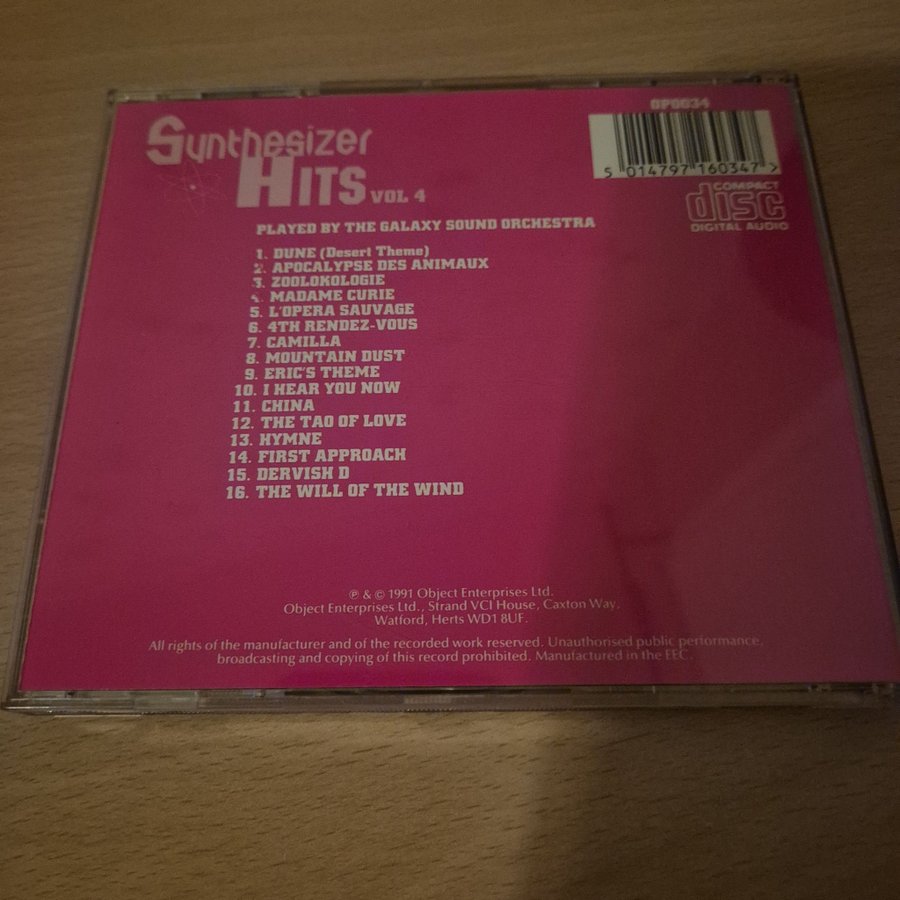 Synthesizer
HITS VOL 4
OP0034
5 014797 160347 >
COMPACT
disc
DIGITAL AUDIO
PLAYED BY THE GALAXY SOUND ORCHESTRA
1. DUNE (Desert Theme)
2. APOCALYPSE DES ANIMAUX
3. ZOOLOKOLOGIE
4. MADAME CURIE
5. L'OPERA SAUVAGE
6. 4TH RENDEZ-VOUS
7. CAMILLA
8. MOUNTAIN DUST
9. ERIC'S THEME
10. I HEAR YOU NOW
11. CHINA
12. THE TAO OF LOVE
13. HYMNE
14. FIRST APPROACH
15. DERVISH D
16. THE WILL OF THE WIND
℗ & © 1991 Object Enterprises Ltd.
Object Enterprises Ltd., Strand VCI House, Caxton Way,
Watford, Herts WD1 8UF.
All rights of the manufacturer and of the recorded work reserved. Unauthorised public performance,
broadcasting and copying of this record prohibited. Manufactured in the EEC.